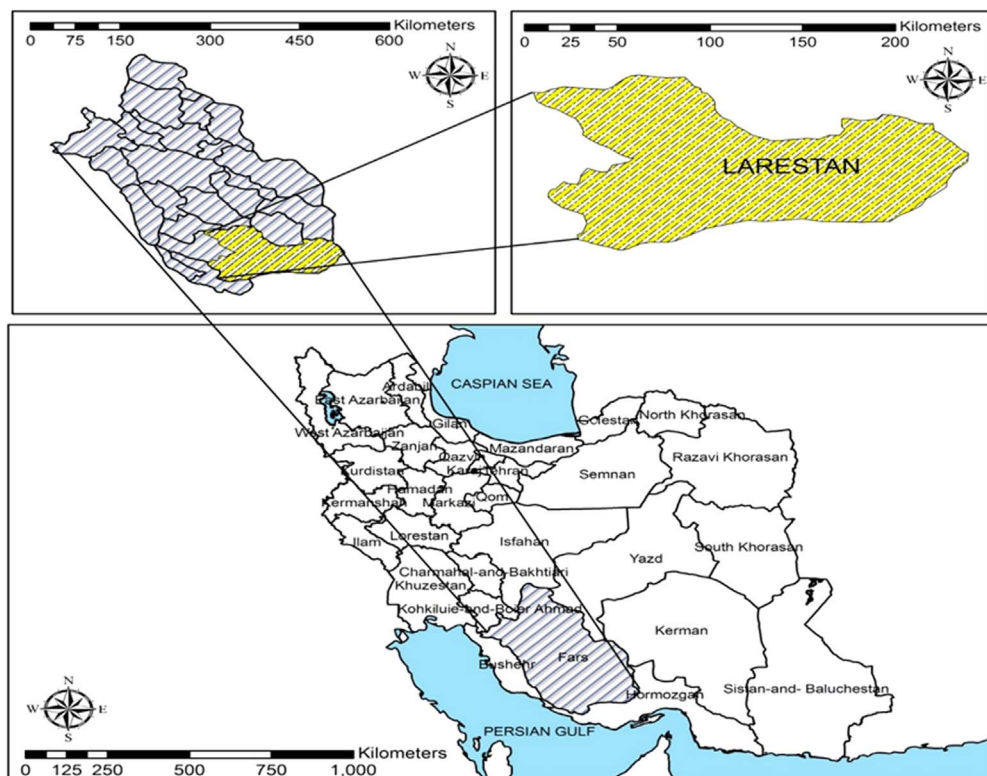 Kilometers
0 75 150 300 450 600
N
W E
S
Kilometers
0 25 50 100 150 200
N
W E
S
LARESTAN
CASPIAN SEA
Ardabil
East Azarbaijan
Gilan
West Azarbaijan
Golestan
North Khorasan
Zanjan
Mazandaran
Qazvin
Razavi Khorasan
Kurdistan
Karaj
Tehran
Semnan
Hamadan
Kermanshah
Markazi
Qom
Lorestan
Ilam
Isfahan
Yazd
South Khorasan
Charmahal-and-Bakhtiari
Khuzestan
Kohkiluie-and-Boier Ahmad
Kerman
Fars
Bushehr
Hormozgan
Sistan-and- Baluchestan
PERSIAN GULF
N
W E
S
Kilometers
0 125 250 500 750 1,000